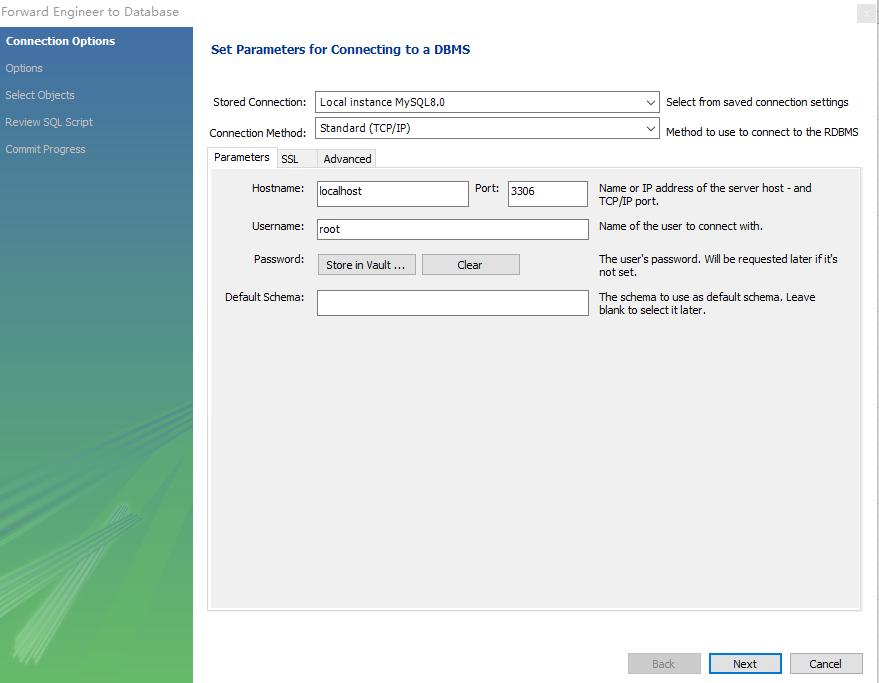 Forward Engineer to Database
Connection Options
Options
Select Objects
Review SQL Script
Commit Progress
Set Parameters for Connecting to a DBMS
Stored Connection: Local instance MySQL8.0 Select from saved connection settings
Connection Method: Standard (TCP/IP) Method to use to connect to the RDBMS
Parameters SSL Advanced
Hostname: localhost Port: 3306 Name or IP address of the server host - and
TCP/IP port.
Username: root Name of the user to connect with.
Password: Store in Vault ... Clear The user's password. Will be requested later if it's
not set.
Default Schema: The schema to use as default schema. Leave
blank to select it later.
Back Next Cancel